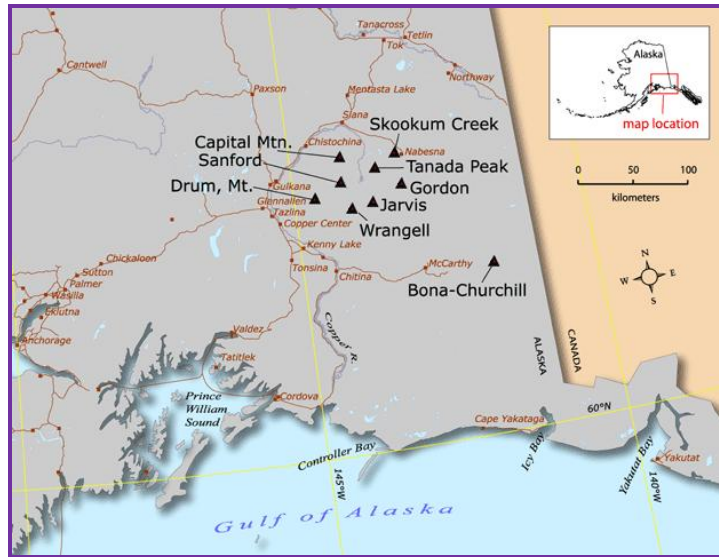 Tanacross
Tetlin
Tok
Cantwell
Northway
Paxson
Mentasta Lake
Slana
Alaska
map location
Skookum Creek
Capital Mtn.
Chistochina
Nabesna
Sanford
Tanada Peak
Drum, Mt.
Gulkana
Gordon
Glennallen
Jarvis
Tazlina
Copper Center
Wrangell
0
80
kilometers
Kenny Lake
Chickaloon
Sutton
Tonsina
McCarthy
Palmer
Chitina
Wasilla
Bona-Churchill
Eklutna
N
W
E
S
Anchorage
Valdez
Copper R.
ALASKA
CANADA
Tatitlek
Prince
William
Sound
Cordova
60°N
Cape Yakataga
Controller Bay
Icy Bay
Yakutat Bay
Yakutat
145°W
140°W
Gulf of Alaska